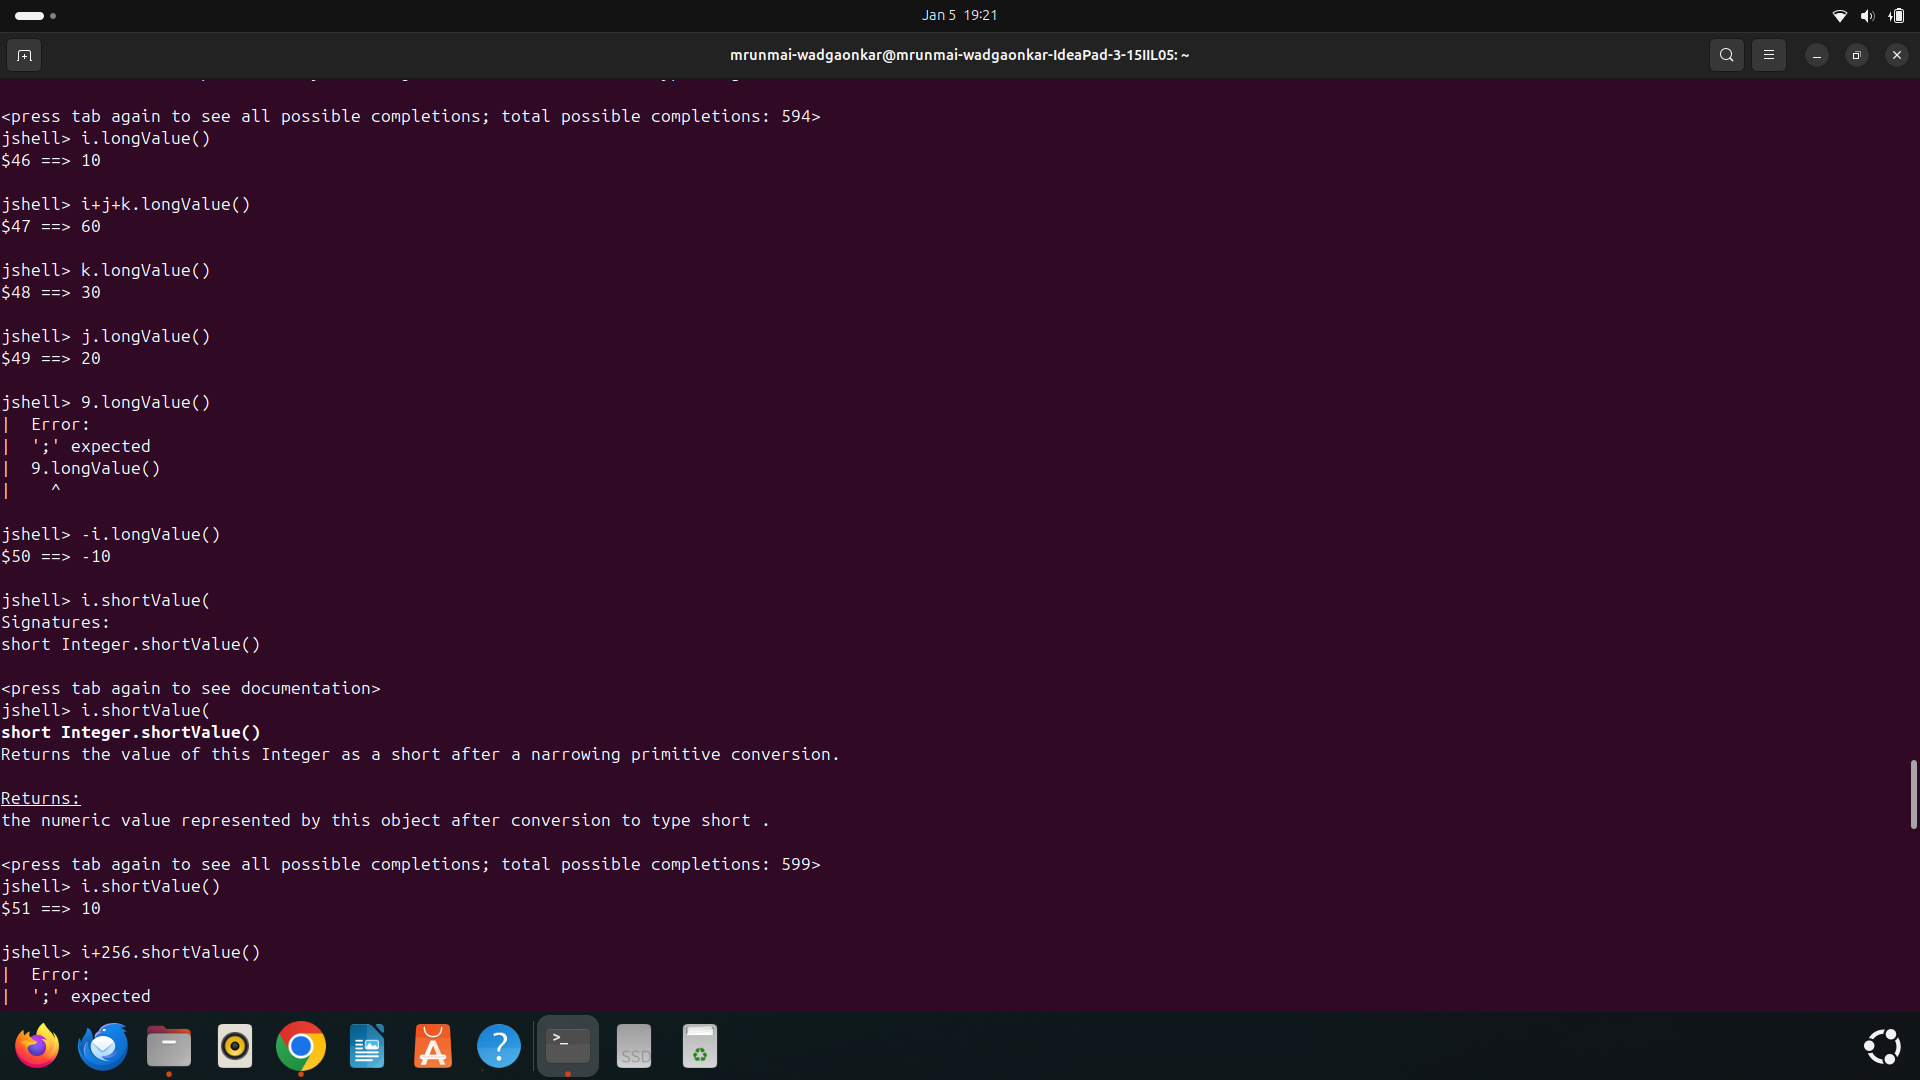 Jan 5 19:21
mrunmai-wadgaonkar@mrunmai-wadgaonkar-IdeaPad-3-15IIL05: ~
<press tab again to see all possible completions; total possible completions: 594>
jshell> i.longValue()
$46 ==> 10
jshell> i+j+k.longValue()
$47 ==> 60
jshell> k.longValue()
$48 ==> 30
jshell> j.longValue()
$49 ==> 20
jshell> 9.longValue()
|  Error:
|  ';' expected
|  9.longValue()
|    ^
jshell> -i.longValue()
$50 ==> -10
jshell> i.shortValue(
Signatures:
short Integer.shortValue()
<press tab again to see documentation>
jshell> i.shortValue(
short Integer.shortValue()
Returns the value of this Integer as a short after a narrowing primitive conversion.
Returns:
the numeric value represented by this object after conversion to type short .
<press tab again to see all possible completions; total possible completions: 599>
jshell> i.shortValue()
$51 ==> 10
jshell> i+256.shortValue()
|  Error:
|  ';' expected
>_
SSD